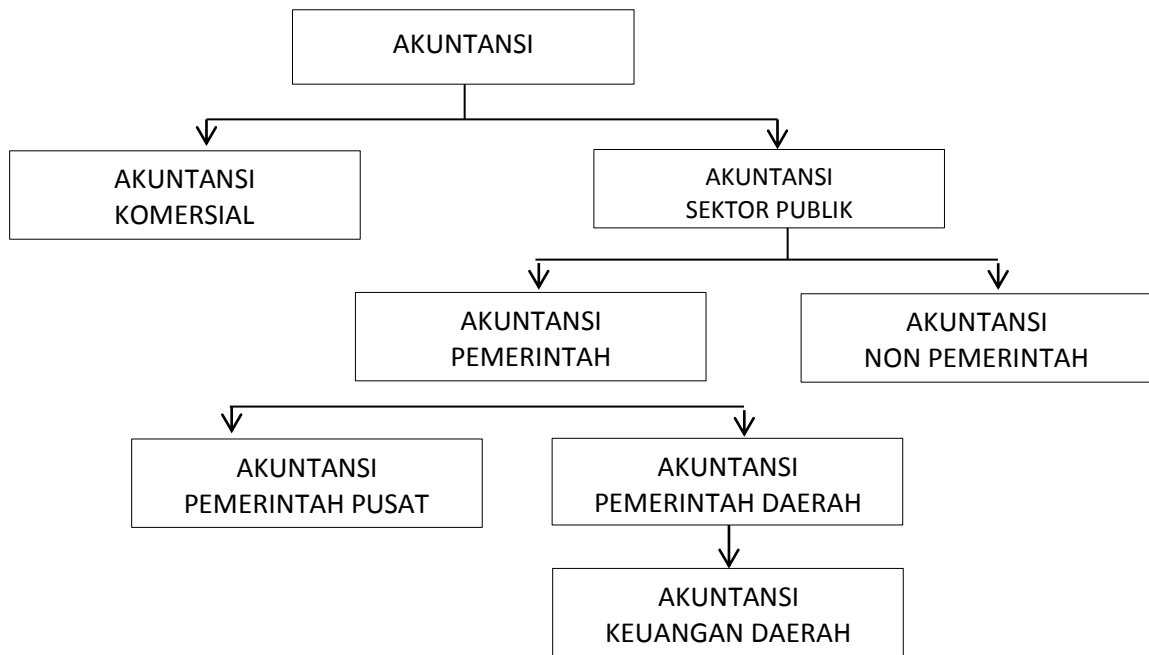 AKUNTANSI
AKUNTANSI
KOMERSIAL
AKUNTANSI
SEKTOR PUBLIK
AKUNTANSI
PEMERINTAH
AKUNTANSI
NON PEMERINTAH
AKUNTANSI
PEMERINTAH PUSAT
AKUNTANSI
PEMERINTAH DAERAH
AKUNTANSI
KEUANGAN DAERAH